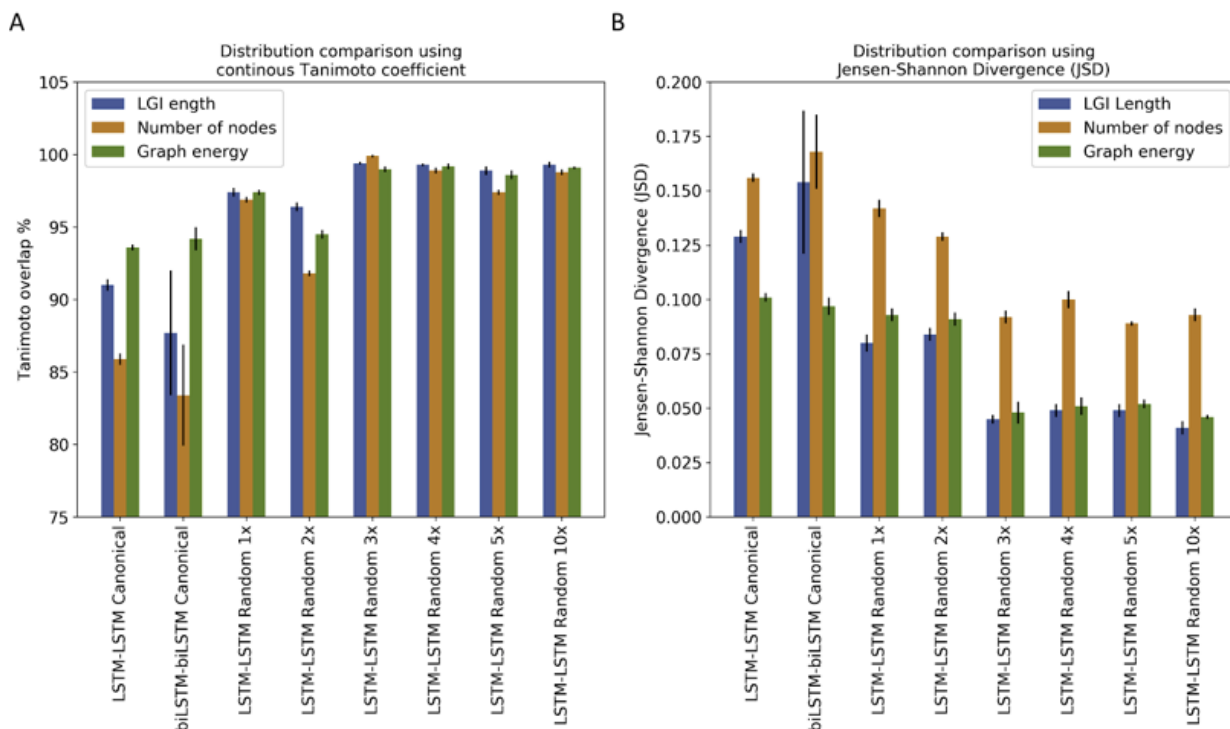 A
Distribution comparison using
continous Tanimoto coefficient
105
100
95
90
85
80
75
Tanimoto overlap %
LGI ength
Number of nodes
Graph energy
LSTM-LSTM Canonical
biLSTM-biLSTM Canonical
LSTM-LSTM Random 1x
LSTM-LSTM Random 2x
LSTM-LSTM Random 3x
LSTM-LSTM Random 4x
LSTM-LSTM Random 5x
LSTM-LSTM Random 10x
B
Distribution comparison using
Jensen-Shannon Divergence (JSD)
0.200
0.175
0.150
0.125
0.100
0.075
0.050
0.025
0.000
Jensen-Shannon Divergence (JSD)
LGI Length
Number of nodes
Graph energy
LSTM-LSTM Canonical
biLSTM-biLSTM Canonical
LSTM-LSTM Random 1x
LSTM-LSTM Random 2x
LSTM-LSTM Random 3x
LSTM-LSTM Random 4x
LSTM-LSTM Random 5x
LSTM-LSTM Random 10x